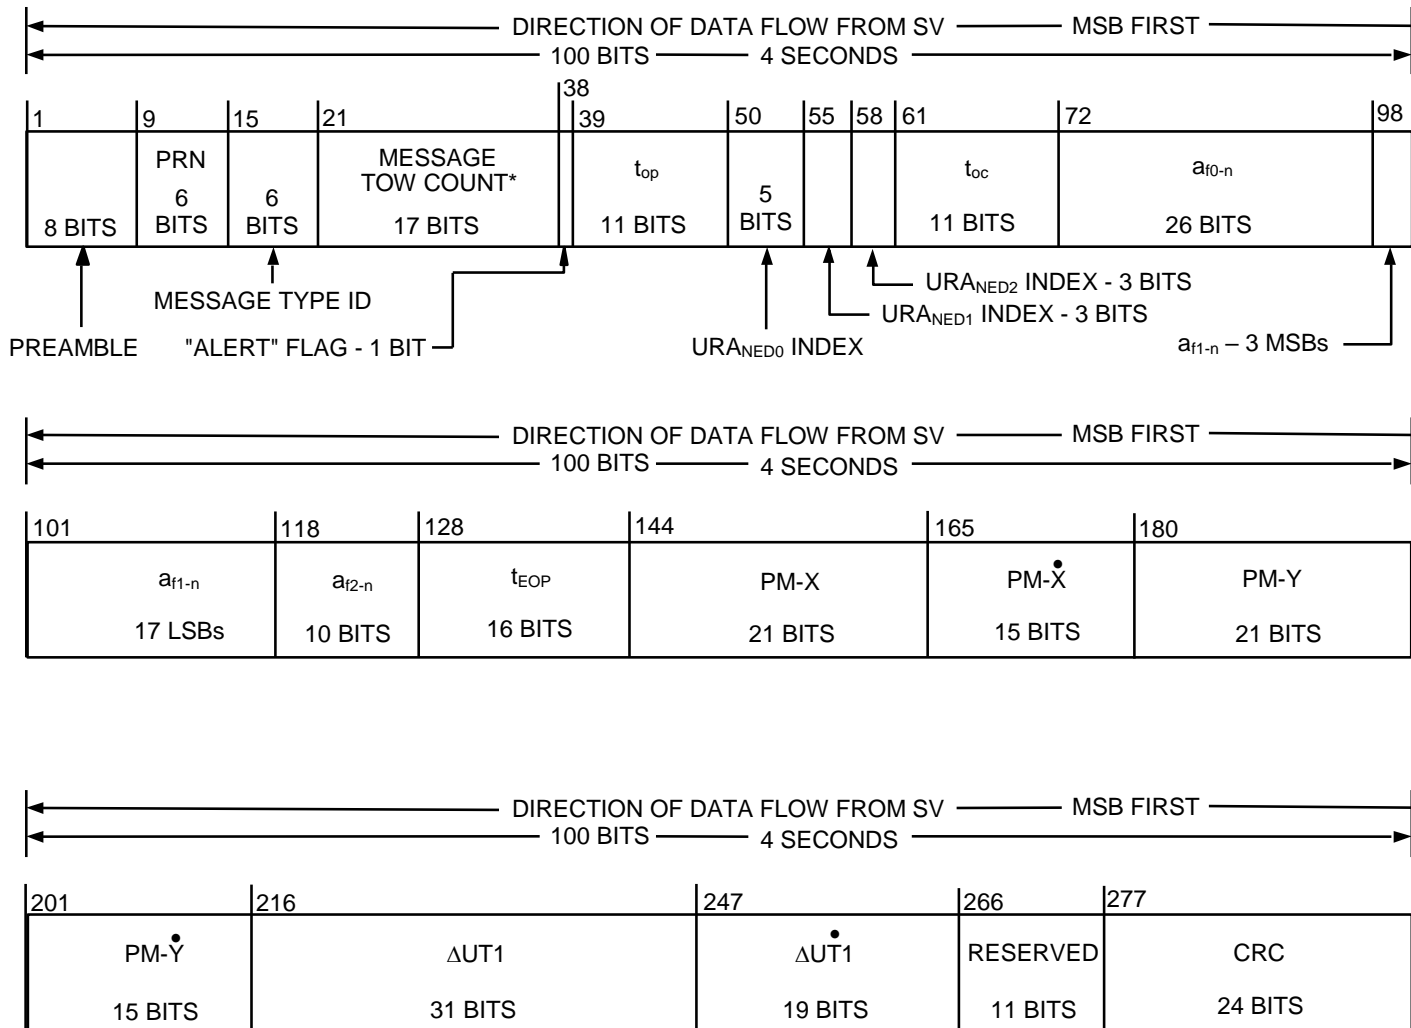 DIRECTION OF DATA FLOW FROM SV MSB FIRST
100 BITS 4 SECONDS
1 9 15 21 38 39 50 55 58 61 72 98
8 BITS
PRN
6
BITS
6
BITS
MESSAGE
TOW COUNT*
17 BITS
top
11 BITS
5
BITS
toc
11 BITS
af0-n
26 BITS
MESSAGE TYPE ID
PREAMBLE
"ALERT" FLAG - 1 BIT
URANED0 INDEX
URANED2 INDEX - 3 BITS
URANED1 INDEX - 3 BITS
af1-n – 3 MSBs
DIRECTION OF DATA FLOW FROM SV MSB FIRST
100 BITS 4 SECONDS
101 118 128 144 165 180
af1-n
17 LSBs
af2-n
10 BITS
tEOP
16 BITS
PM-X
21 BITS
PM-Ẋ
15 BITS
PM-Y
21 BITS
DIRECTION OF DATA FLOW FROM SV MSB FIRST
100 BITS 4 SECONDS
201 216 247 266 277
PM-Ẏ
15 BITS
ΔUT1
31 BITS
ΔUṪ1
19 BITS
RESERVED
11 BITS
CRC
24 BITS